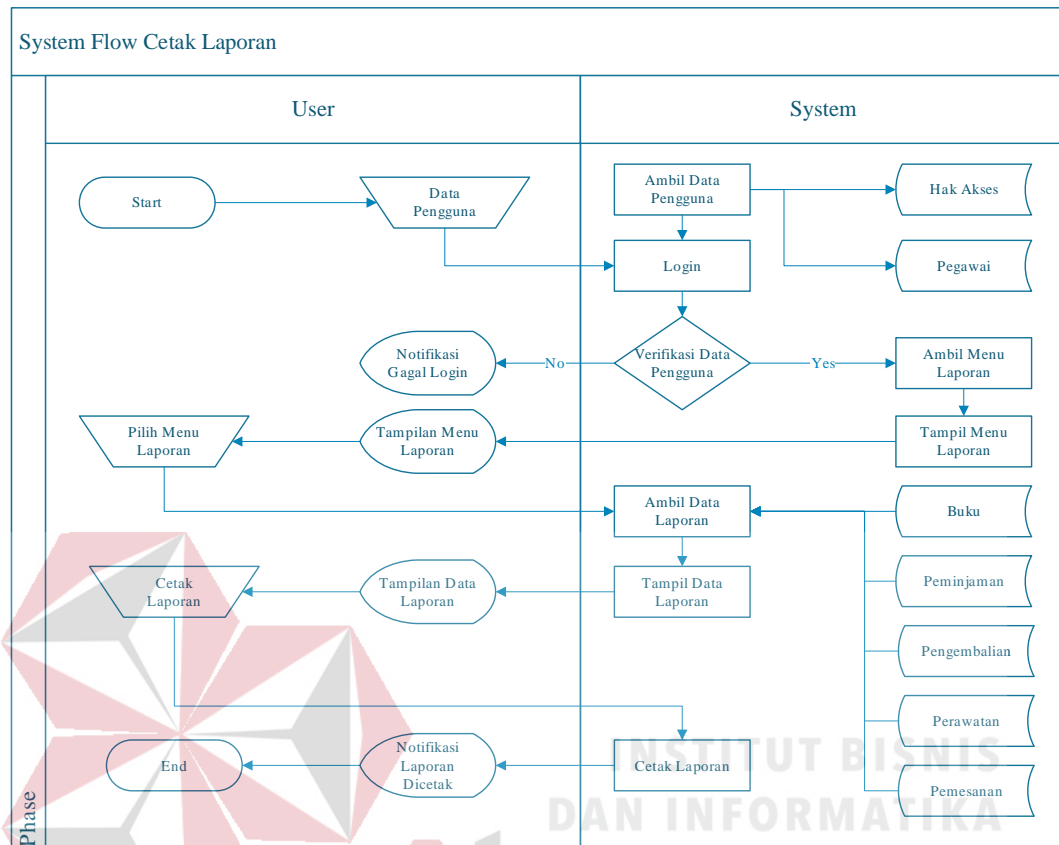 System Flow Cetak Laporan
User
System
Start
Data
Pengguna
Ambil Data
Pengguna
Hak Akses
Login
Pegawai
Notifikasi
Gagal Login
No
Verifikasi Data
Pengguna
Yes
Ambil Menu
Laporan
Pilih Menu
Laporan
Tampilan Menu
Laporan
Tampil Menu
Laporan
Ambil Data
Laporan
Buku
Cetak
Laporan
Tampilan Data
Laporan
Tampil Data
Laporan
Peminjaman
Pengembalian
Perawatan
End
Notifikasi
Laporan
Dicetak
Cetak Laporan
Pemesanan
Phase
INSTITUT BISNIS
DAN INFORMATIKA